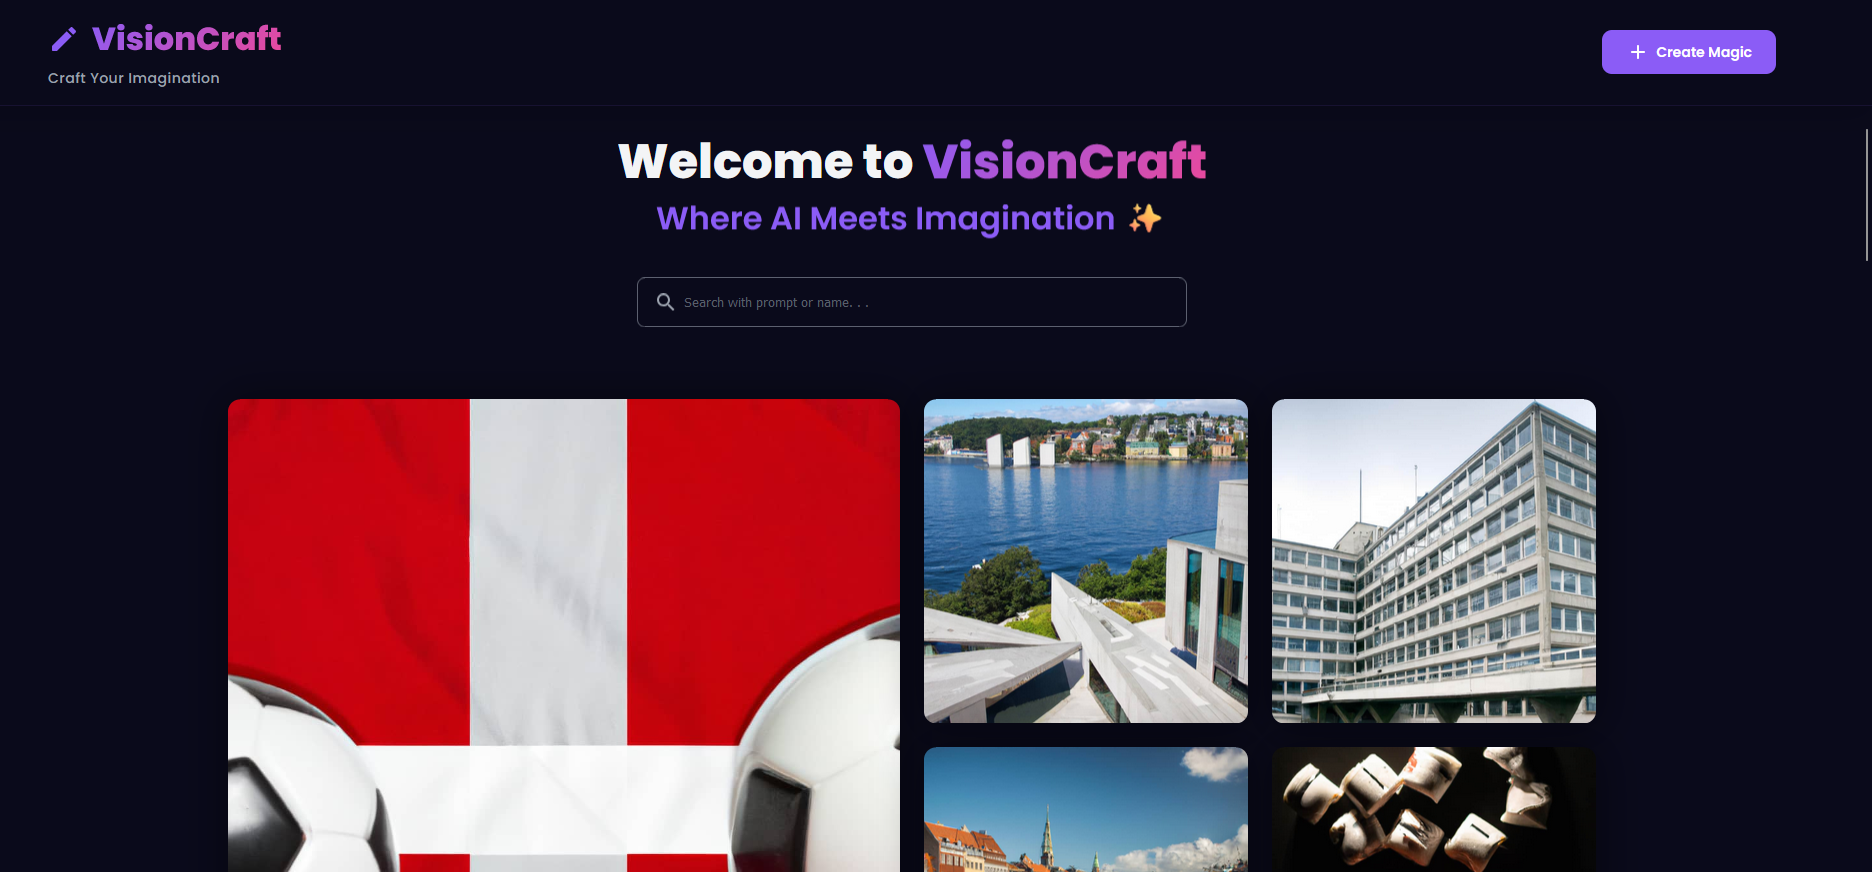 VisionCraft
Craft Your Imagination
Create Magic
Welcome to VisionCraft
Where AI Meets Imagination ✨
Search with prompt or name. . .